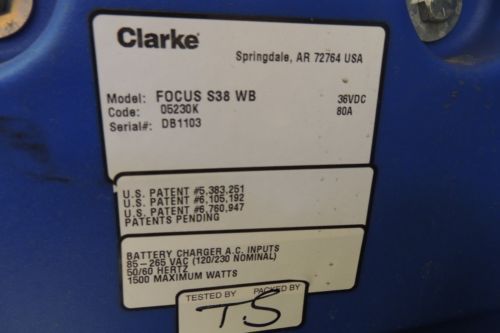 Clarke®
Springdale, AR 72764 USA
Model: FOCUS S38 WB 36VDC
Code: 05230K 80A
Serial#: DB1103
U.S. PATENT #5,383,251
U.S. PATENT #6,105,192
U.S. PATENT #6,760,947
PATENTS PENDING
BATTERY CHARGER A.C. INPUTS
85 – 265 VAC (120/230 NOMINAL)
50/60 HERTZ
1500 MAXIMUM WATTS
TESTED BY PACKED BY
TS